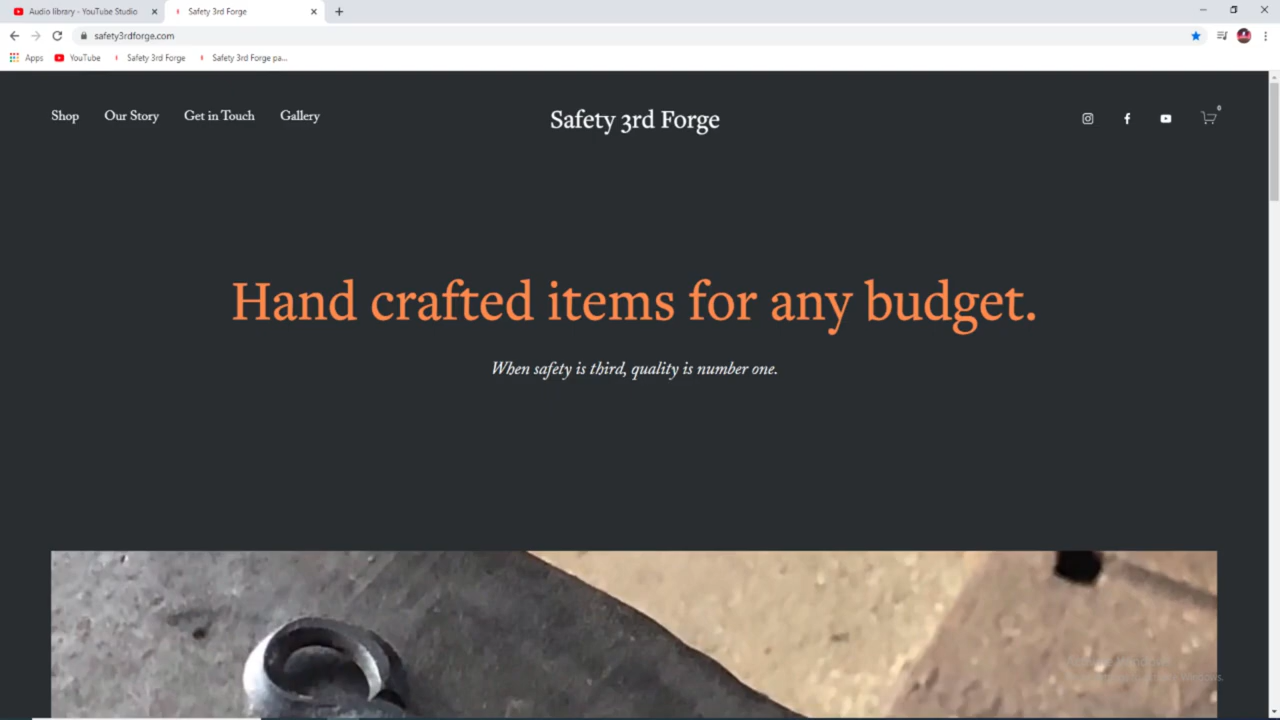 Audio library - YouTube Studio
Safety 3rd Forge
safety3rdforge.com
Apps
YouTube
Safety 3rd Forge
Safety 3rd Forge pa...
Shop
Our Story
Get in Touch
Gallery
Safety 3rd Forge
0
Hand crafted items for any budget.
When safety is third, quality is number one.
Windows.